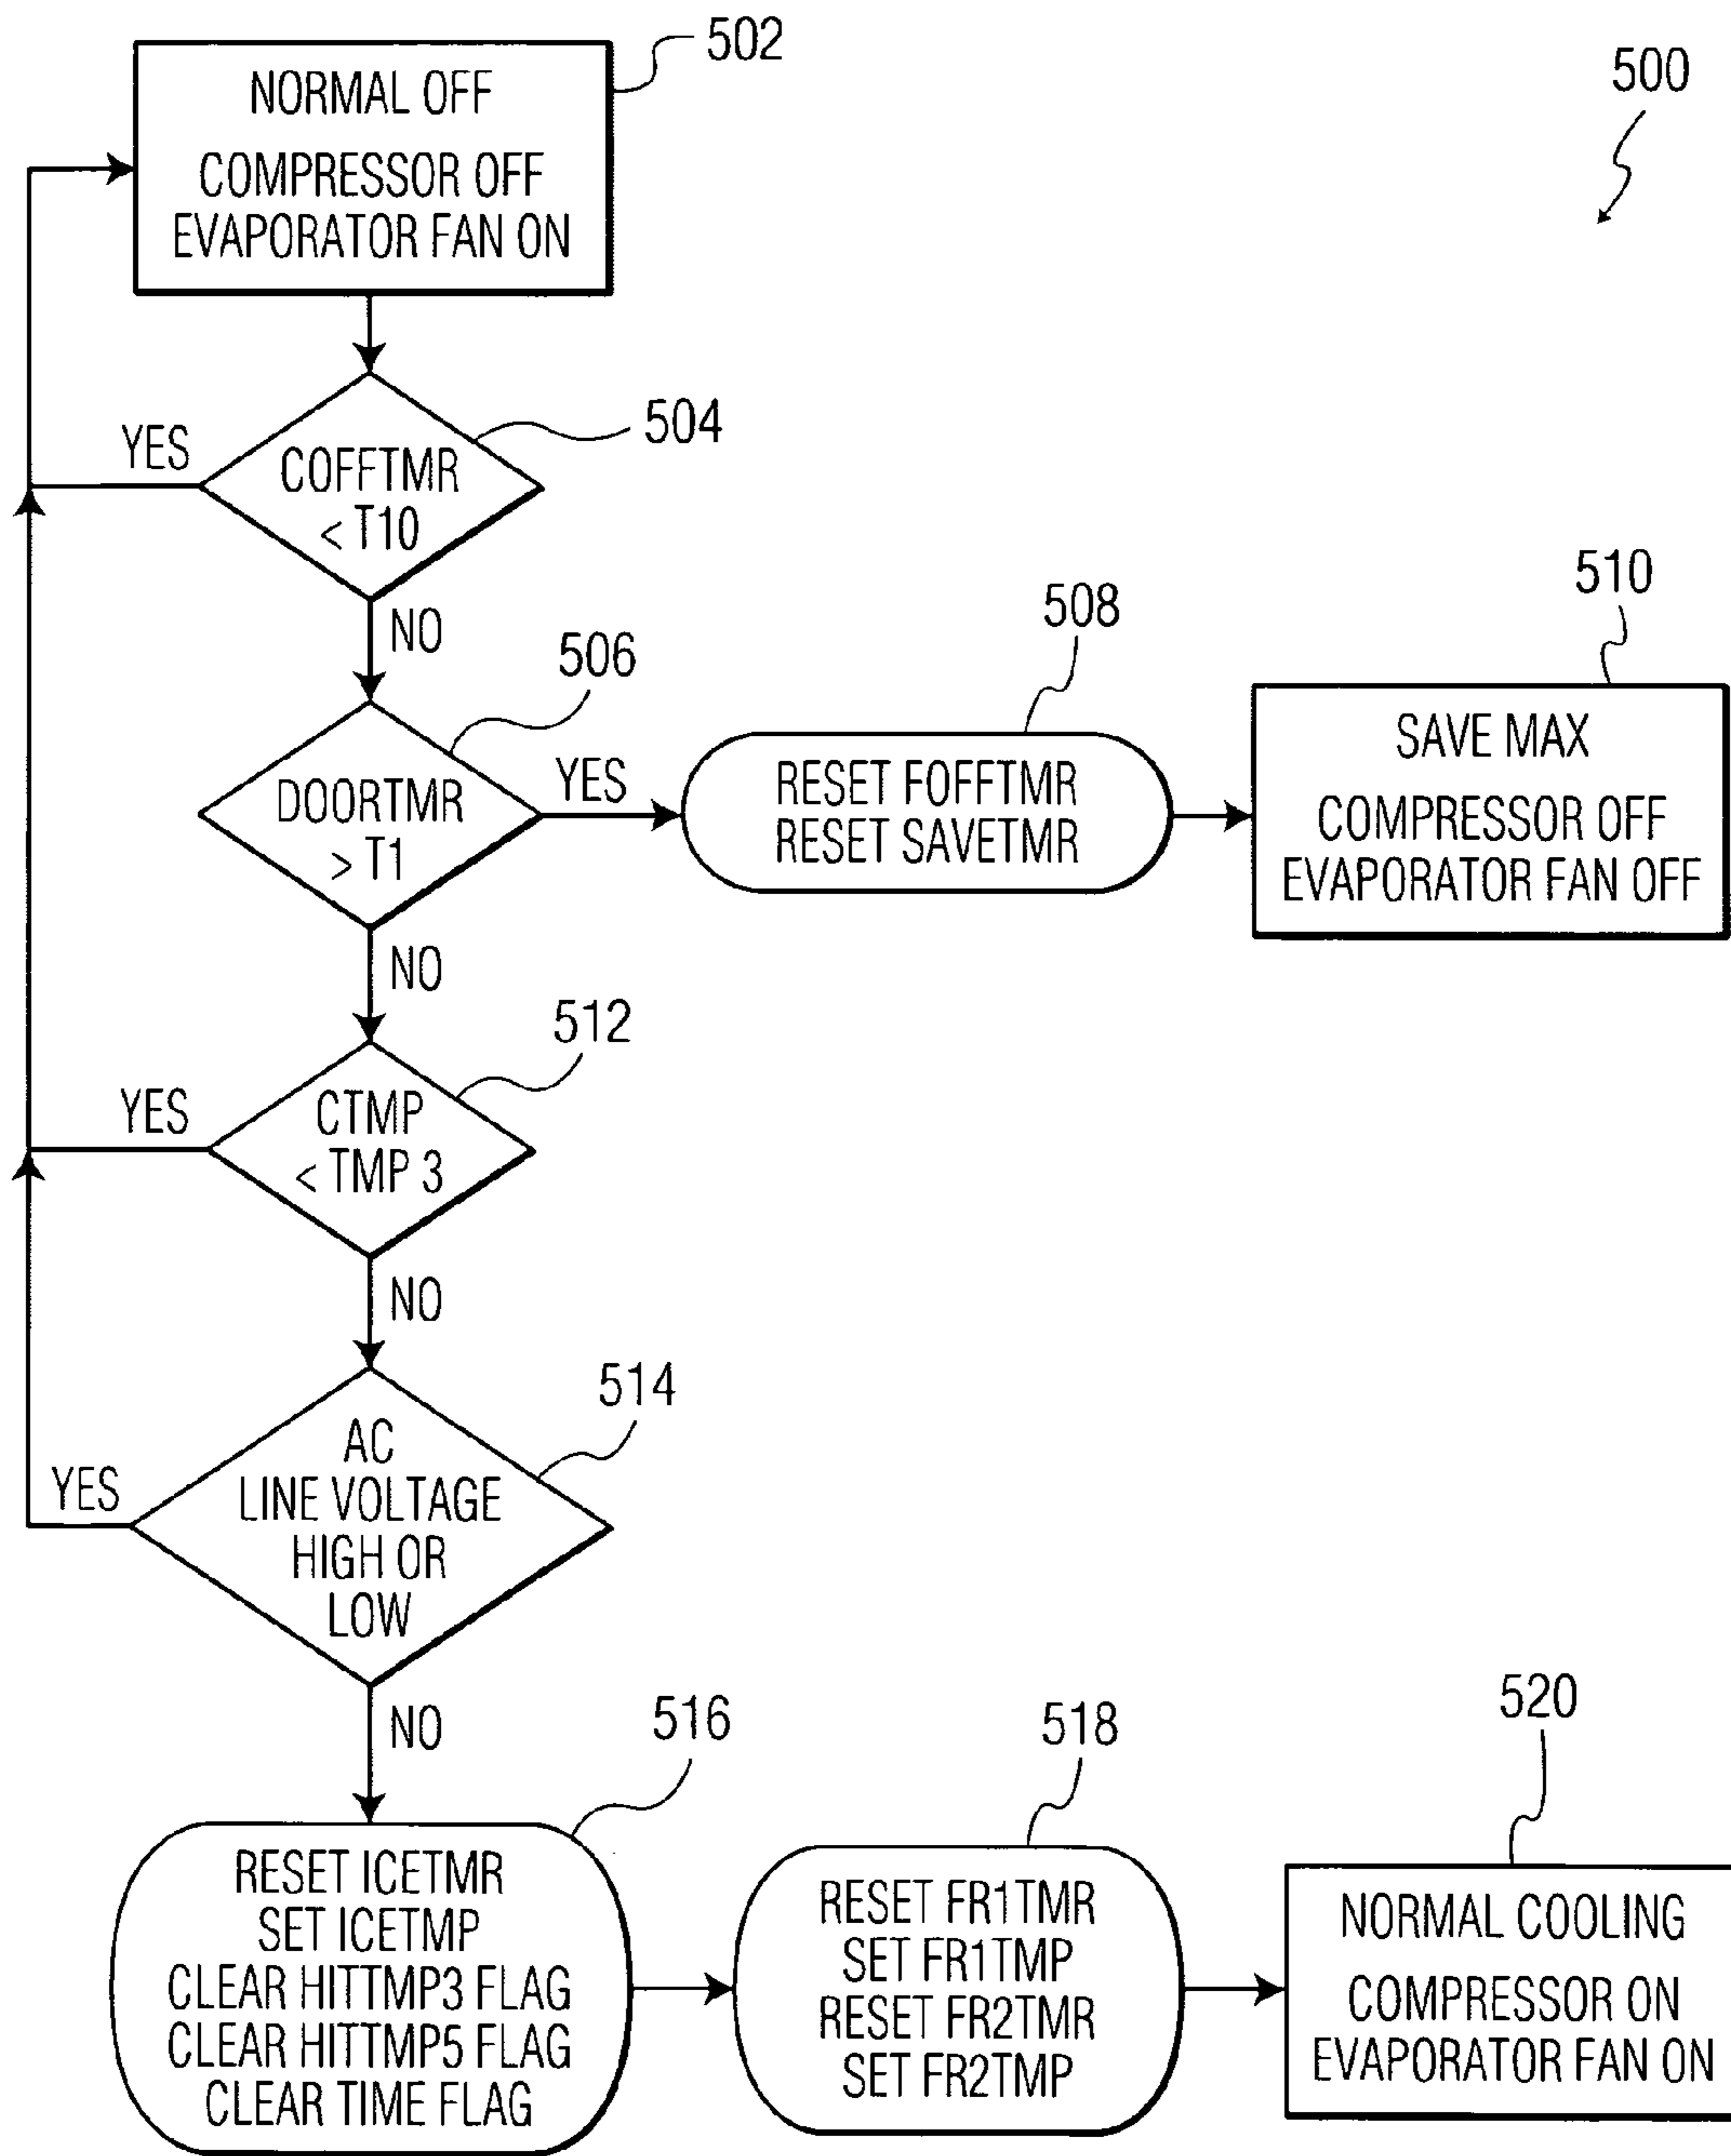 502
500
NORMAL OFF
COMPRESSOR OFF
EVAPORATOR FAN ON
504
YES
COFFTMR
< T10
NO
506
508
510
DOORTMR
> T1
YES
RESET FOFFTMR
RESET SAVETMR
SAVE MAX
COMPRESSOR OFF
EVAPORATOR FAN OFF
NO
512
YES
CTMP
< TMP 3
NO
514
YES
AC
LINE VOLTAGE
HIGH OR
LOW
NO
516
518
520
RESET ICETMR
SET ICETMP
CLEAR HITTMP3 FLAG
CLEAR HITTMP5 FLAG
CLEAR TIME FLAG
RESET FR1TMR
SET FR1TMP
RESET FR2TMR
SET FR2TMP
NORMAL COOLING
COMPRESSOR ON
EVAPORATOR FAN ON